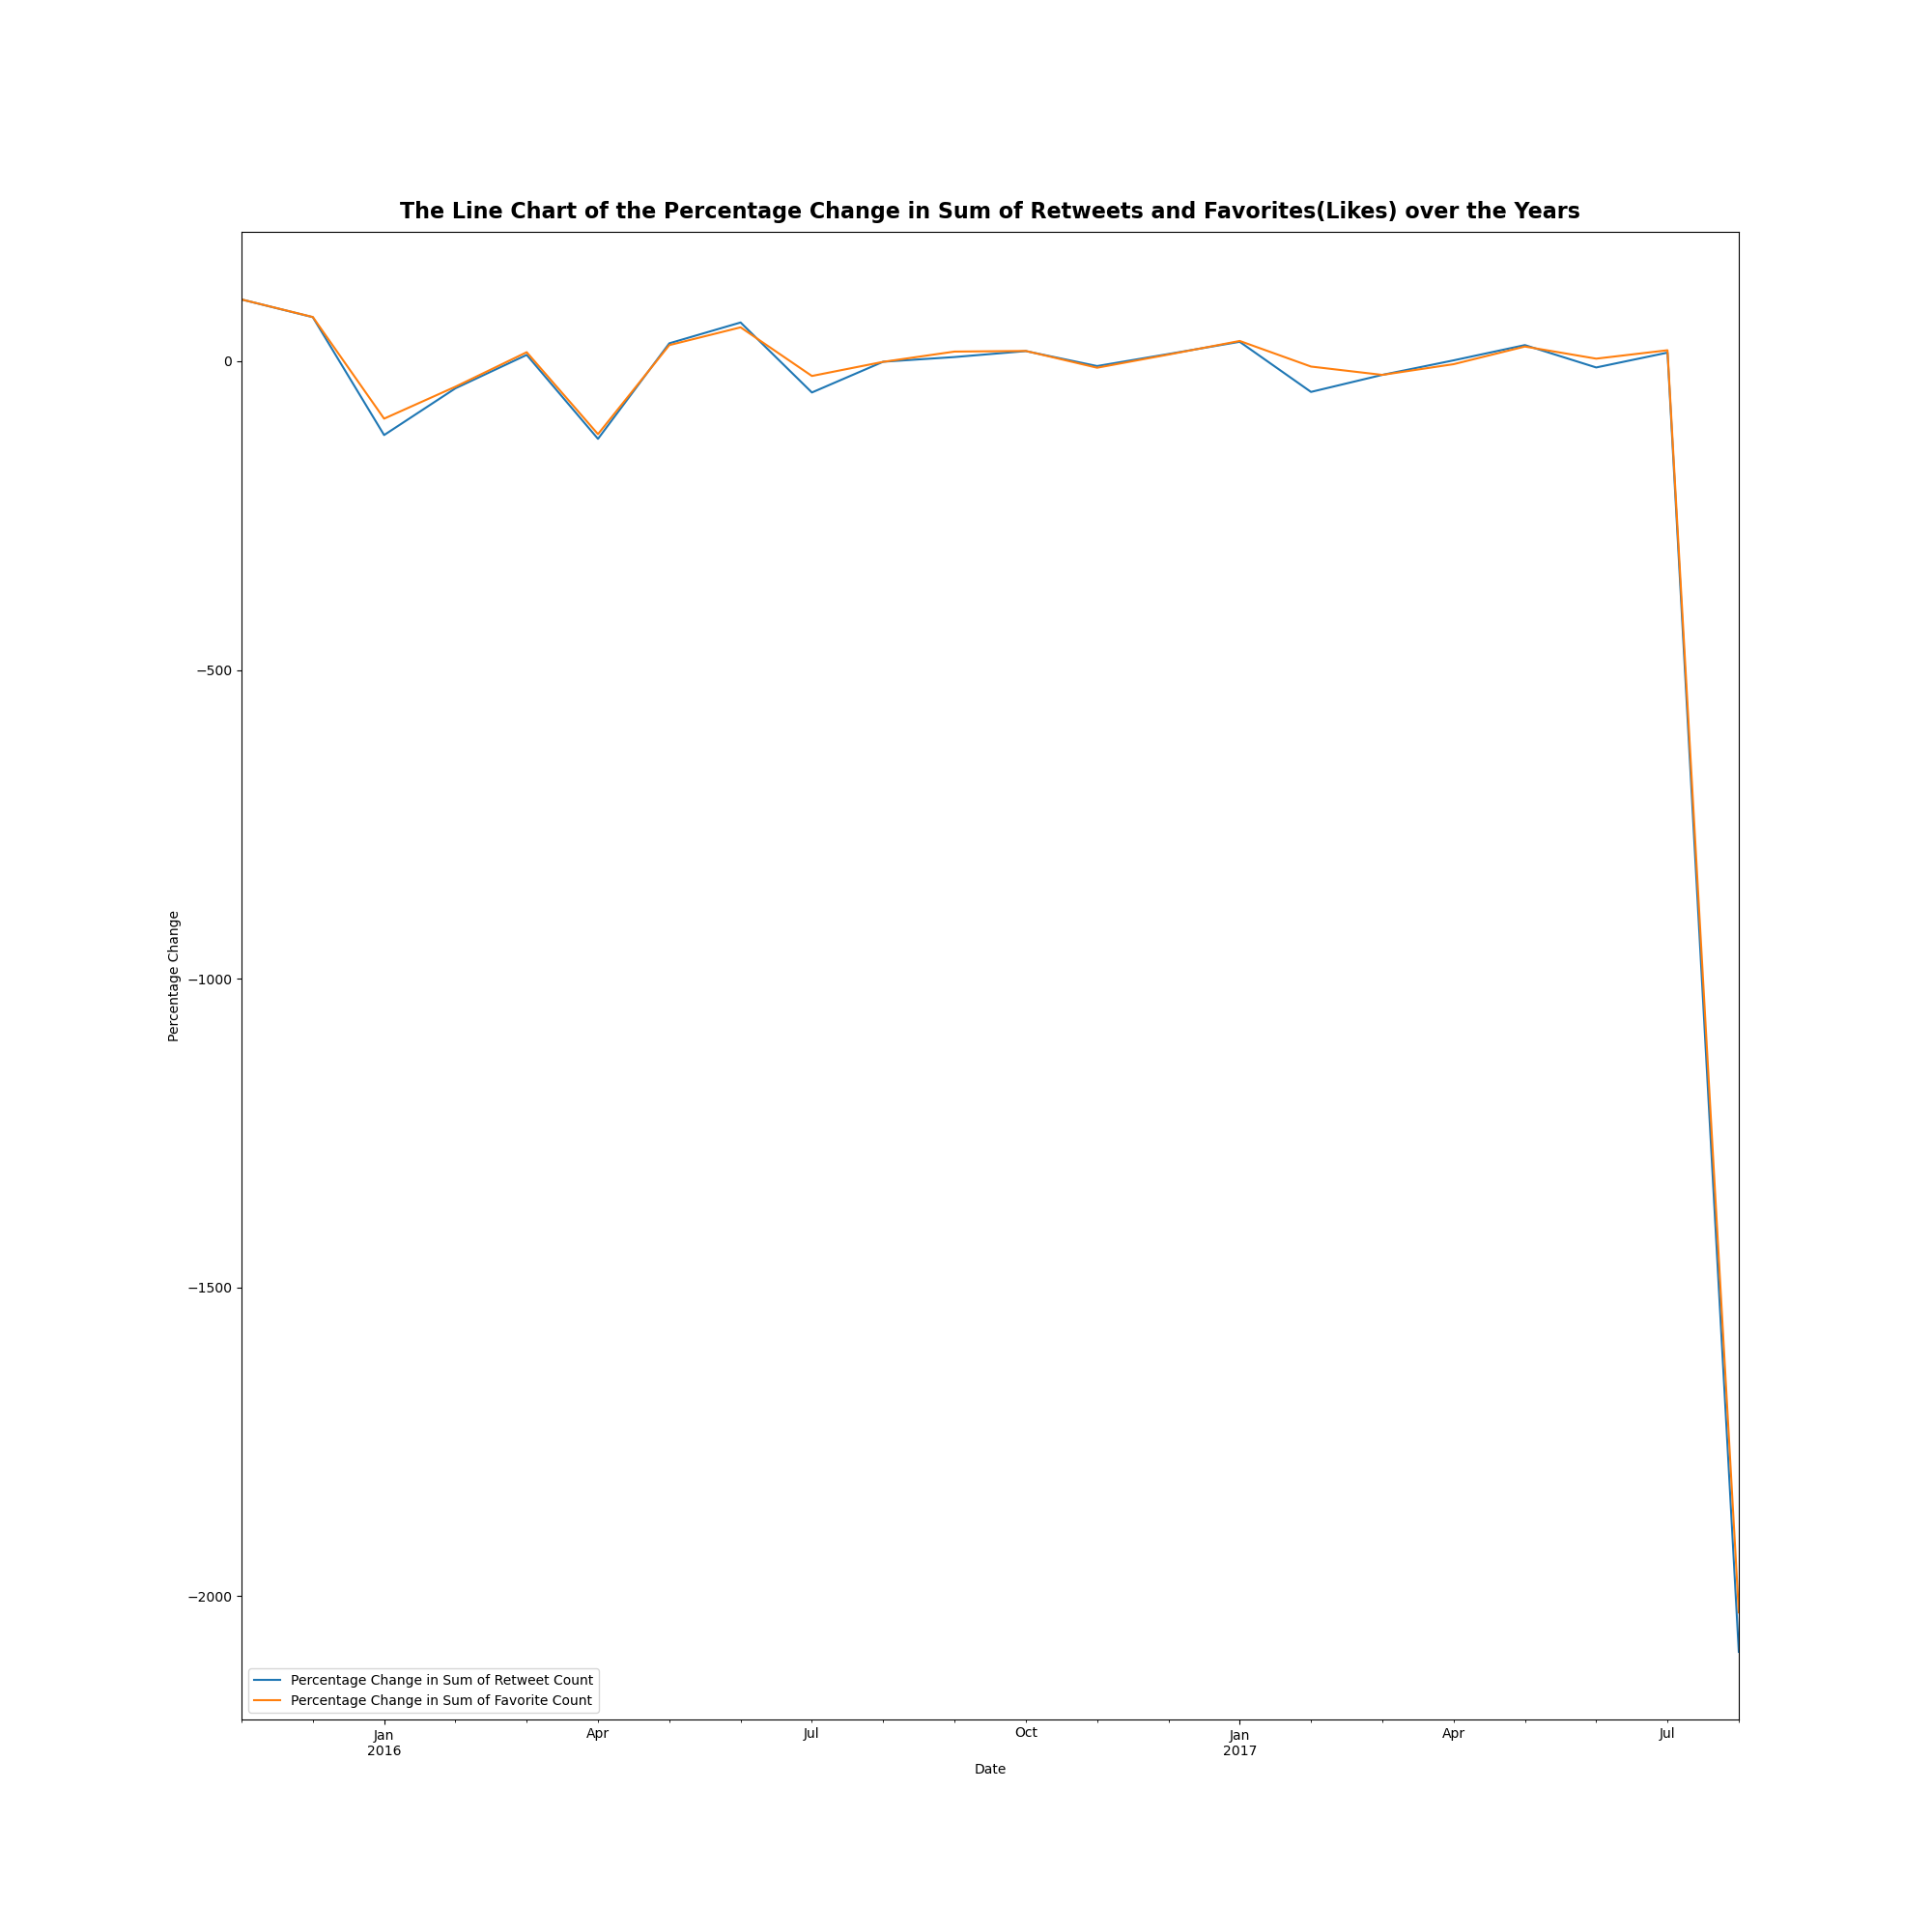 The Line Chart of the Percentage Change in Sum of Retweets and Favorites(Likes) over the Years
Percentage Change
0
−500
−1000
−1500
−2000
Percentage Change in Sum of Retweet Count
Percentage Change in Sum of Favorite Count
Jan Apr Jul Oct Jan Apr Jul
2016 2017
Date